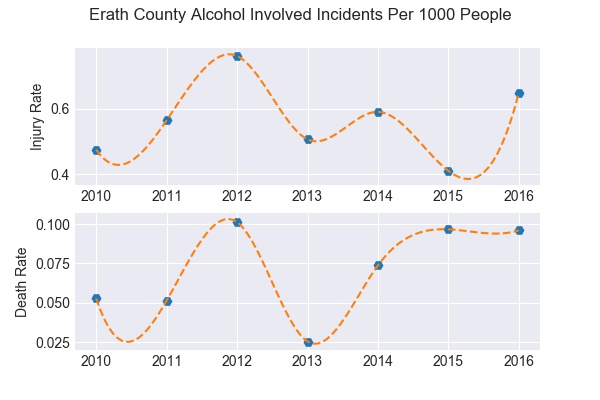 Erath County Alcohol Involved Incidents Per 1000 People
Injury Rate
0.6
0.4
2010 2011 2012 2013 2014 2015 2016
Death Rate
0.100
0.075
0.050
0.025
2010 2011 2012 2013 2014 2015 2016